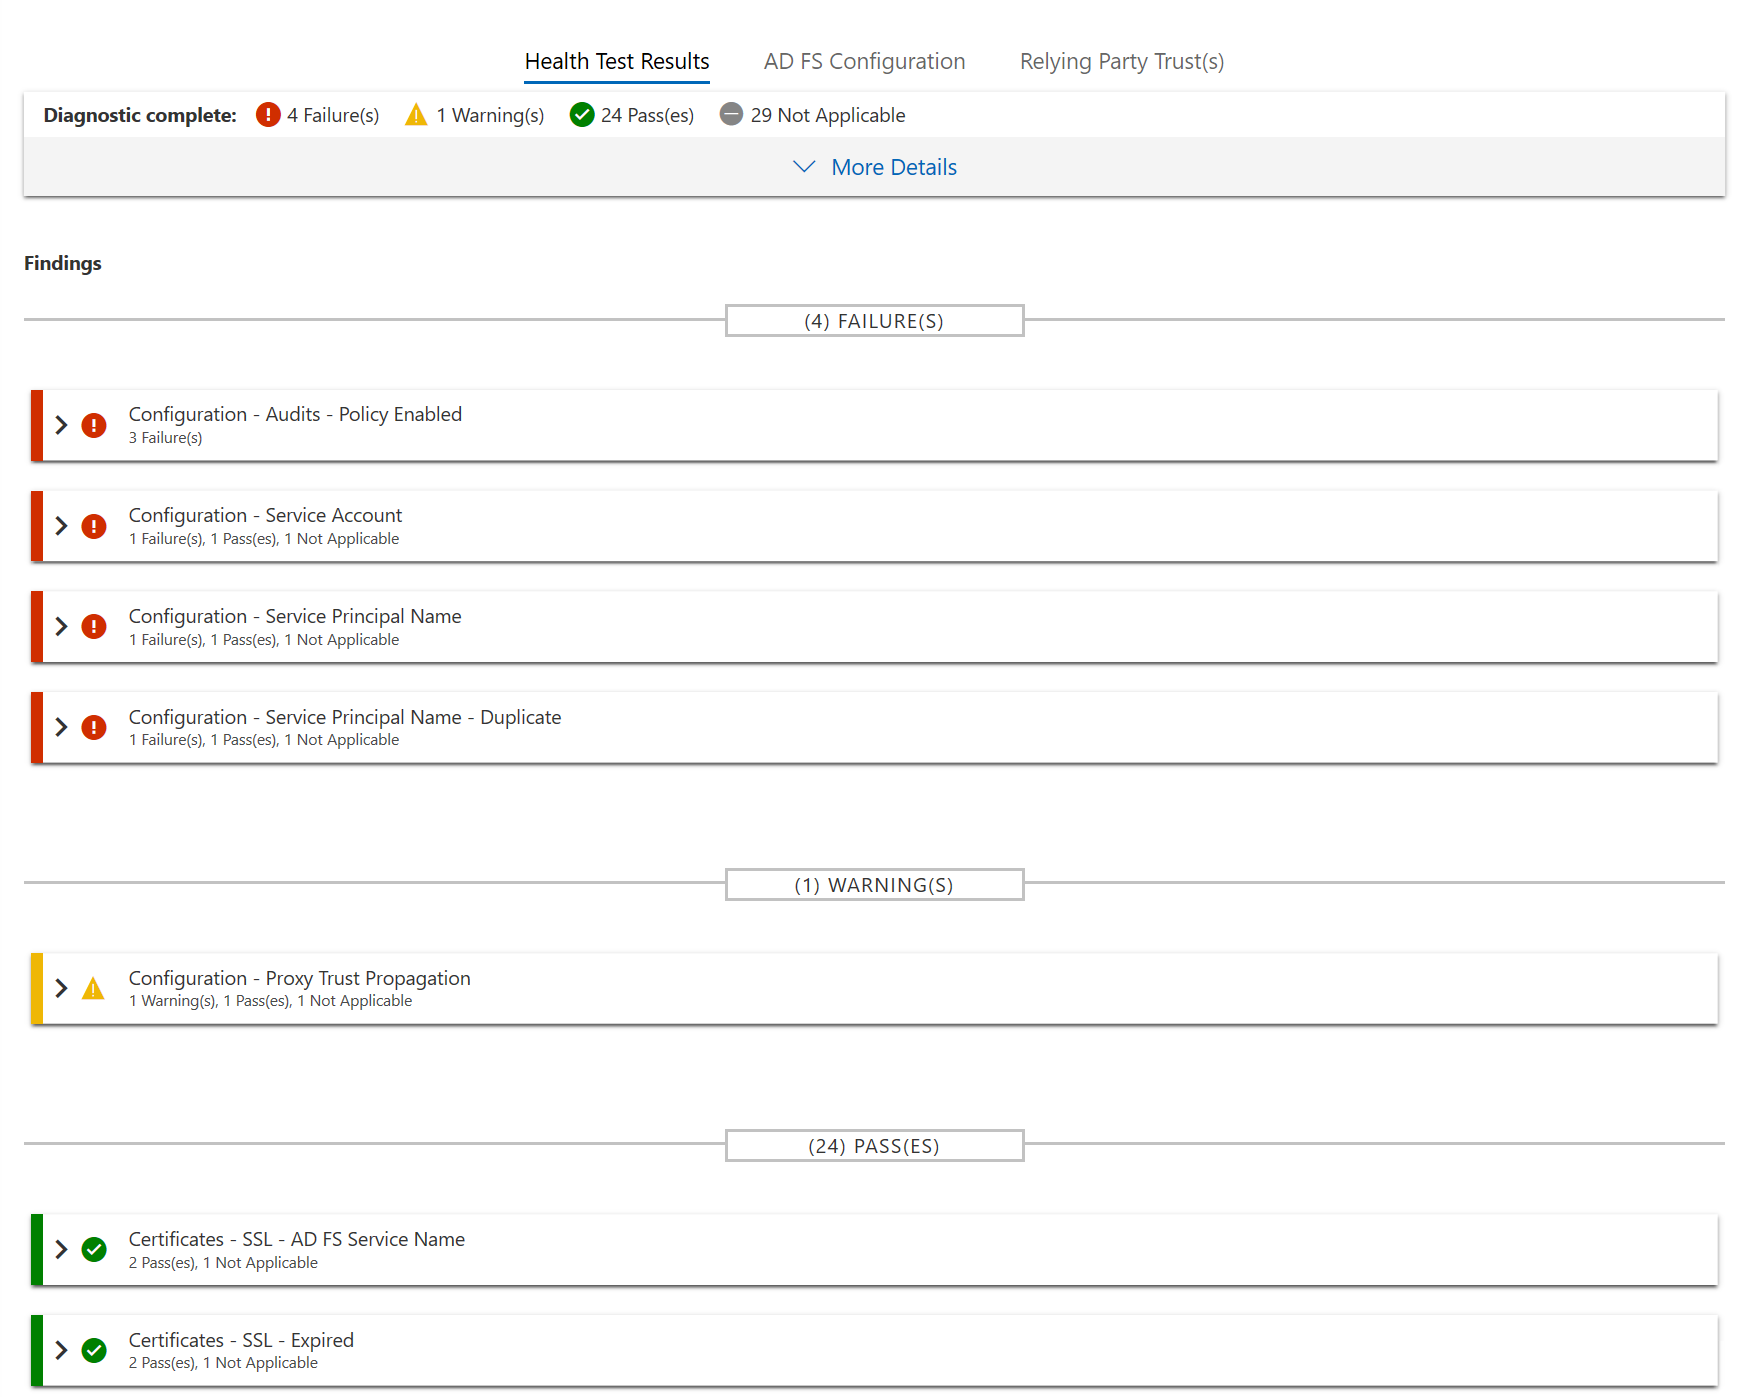 Health Test Results AD FS Configuration Relying Party Trust(s)
Diagnostic complete: 4 Failure(s) 1 Warning(s) 24 Pass(es) 29 Not Applicable
More Details
Findings
(4) FAILURE(S)
Configuration - Audits - Policy Enabled
3 Failure(s)
Configuration - Service Account
1 Failure(s), 1 Pass(es), 1 Not Applicable
Configuration - Service Principal Name
1 Failure(s), 1 Pass(es), 1 Not Applicable
Configuration - Service Principal Name - Duplicate
1 Failure(s), 1 Pass(es), 1 Not Applicable
(1) WARNING(S)
Configuration - Proxy Trust Propagation
1 Warning(s), 1 Pass(es), 1 Not Applicable
(24) PASS(ES)
Certificates - SSL - AD FS Service Name
2 Pass(es), 1 Not Applicable
Certificates - SSL - Expired
2 Pass(es), 1 Not Applicable